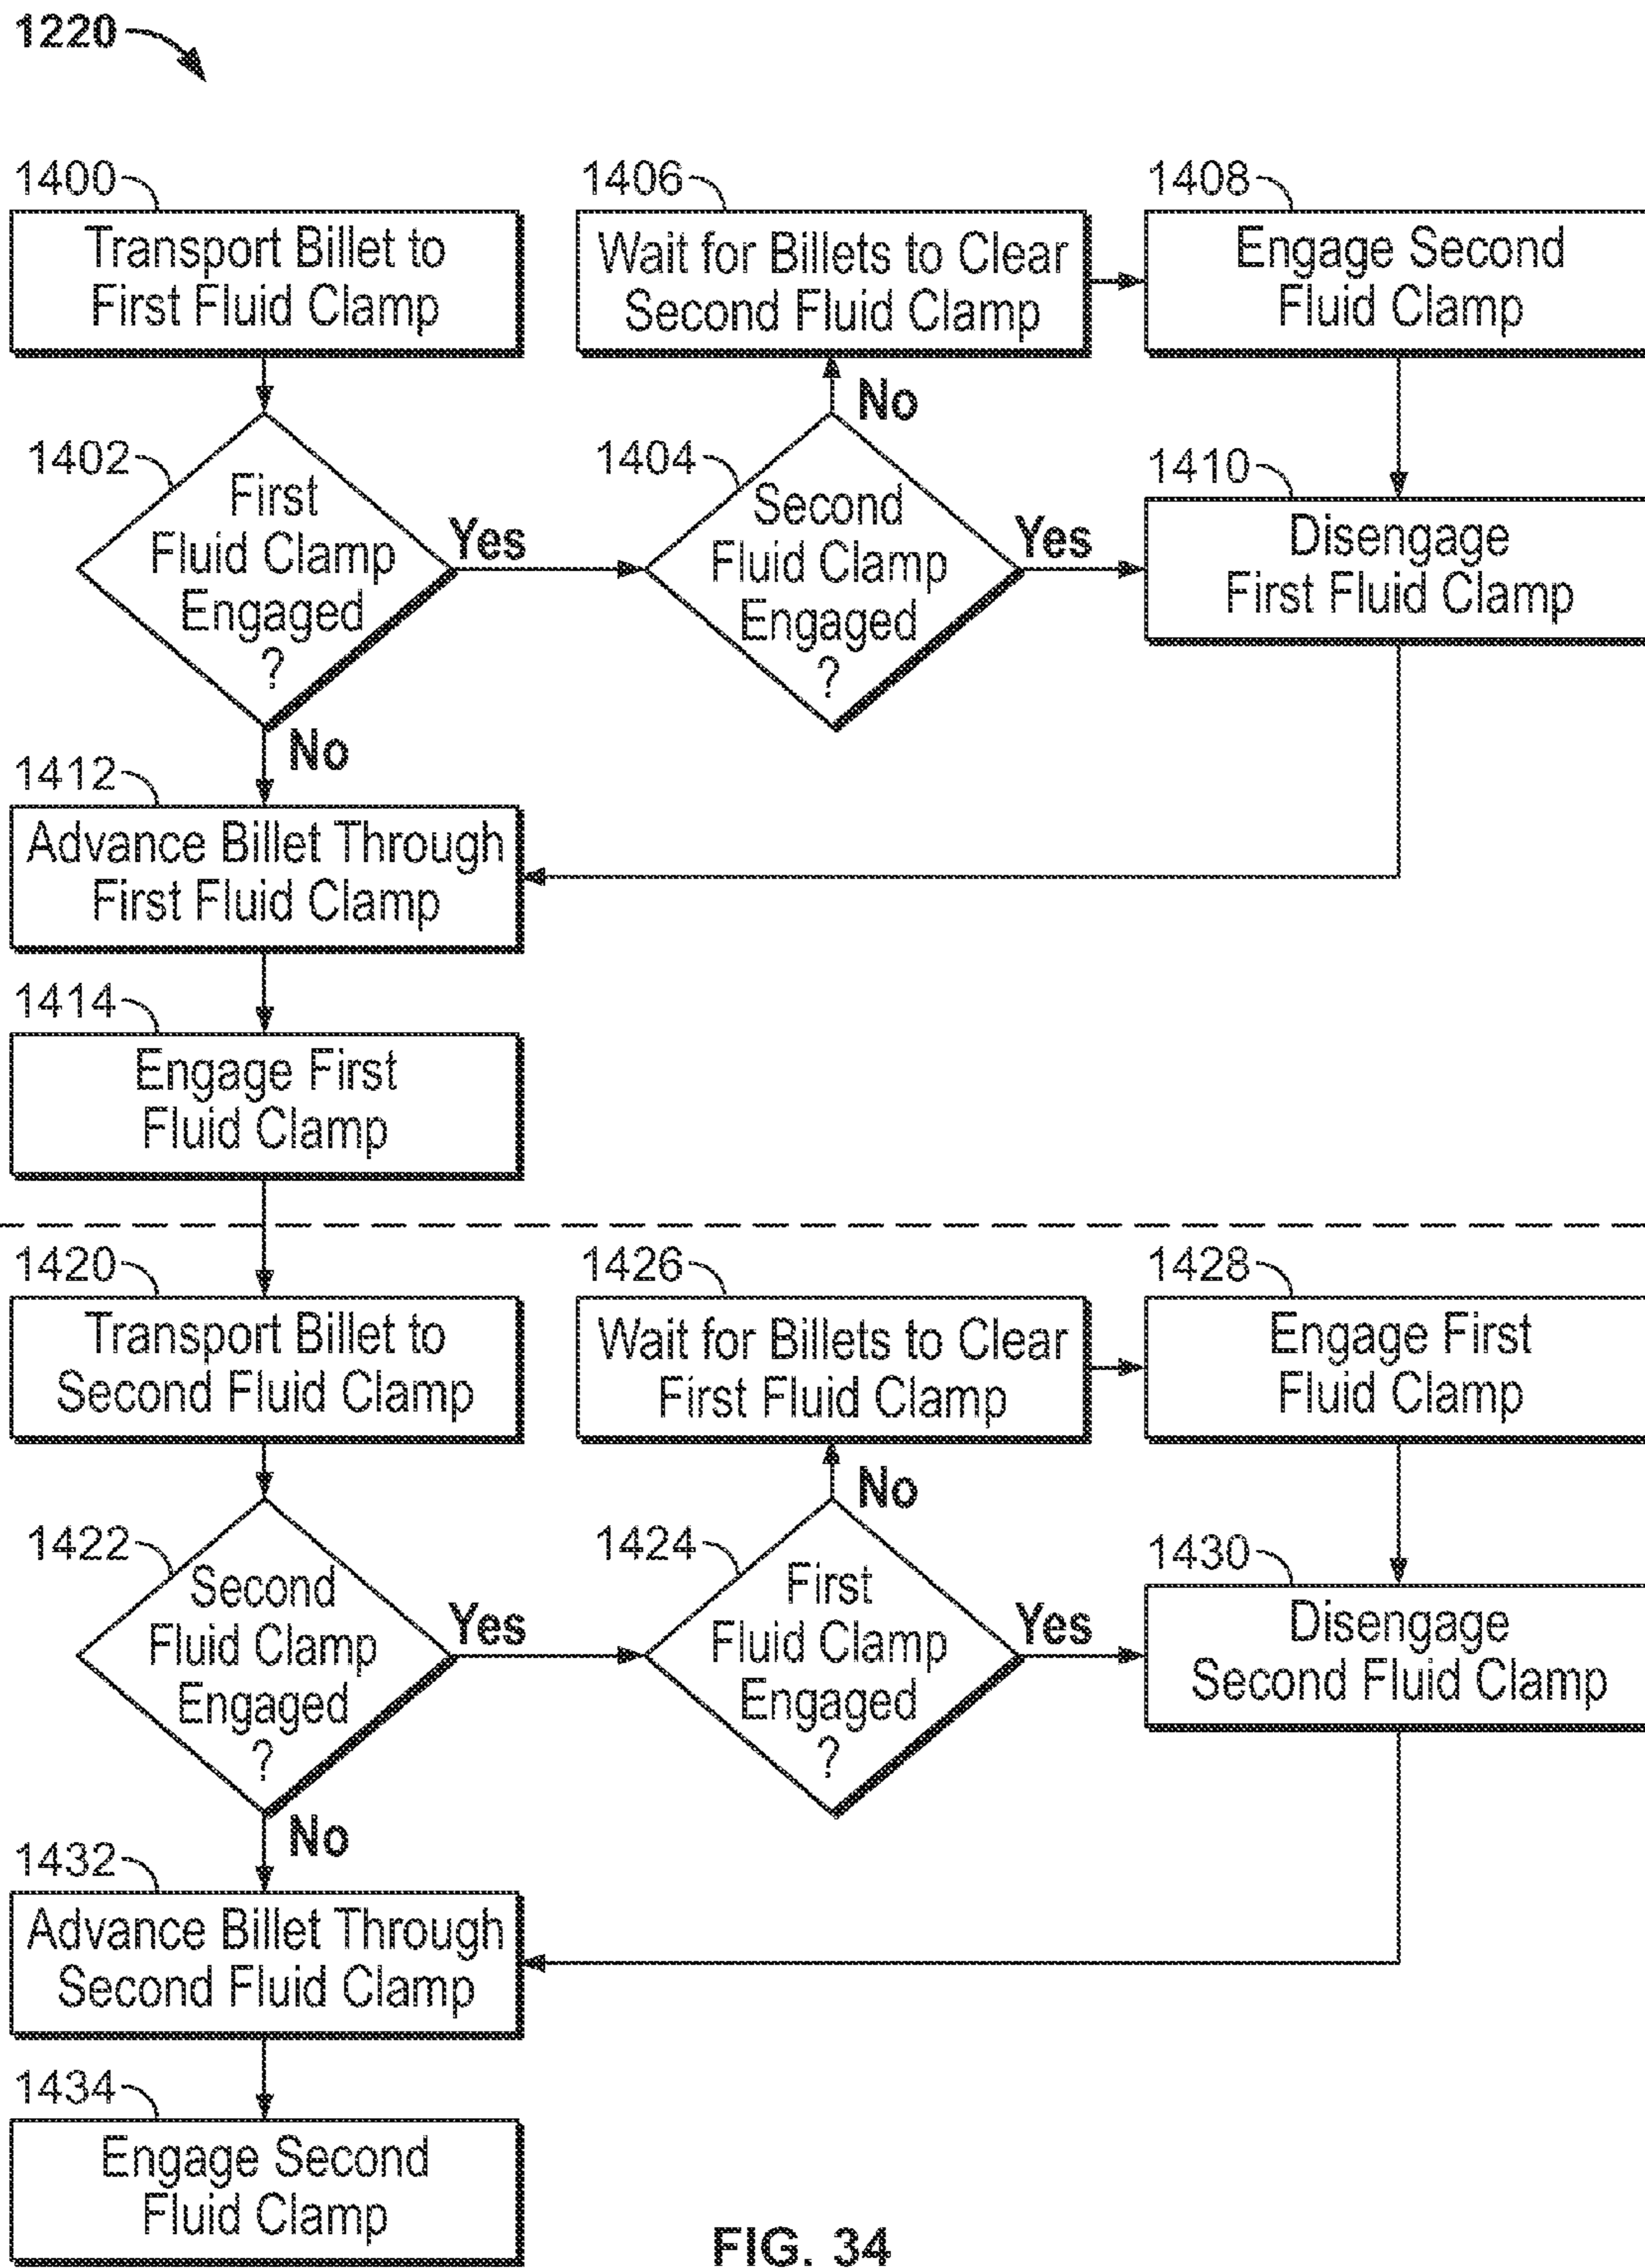 1220
1400
Transport Billet to
First Fluid Clamp
1406
Wait for Billets to Clear
Second Fluid Clamp
1408
Engage Second
Fluid Clamp
1402
First
Fluid Clamp
Engaged
?
Yes
No
1404
Second
Fluid Clamp
Engaged
?
No
Yes
1410
Disengage
First Fluid Clamp
1412
Advance Billet Through
First Fluid Clamp
1414
Engage First
Fluid Clamp
1420
Transport Billet to
Second Fluid Clamp
1426
Wait for Billets to Clear
First Fluid Clamp
1428
Engage First
Fluid Clamp
1422
Second
Fluid Clamp
Engaged
?
Yes
No
1424
First
Fluid Clamp
Engaged
?
No
Yes
1430
Disengage
Second Fluid Clamp
1432
Advance Billet Through
Second Fluid Clamp
1434
Engage Second
Fluid Clamp
FIG. 34